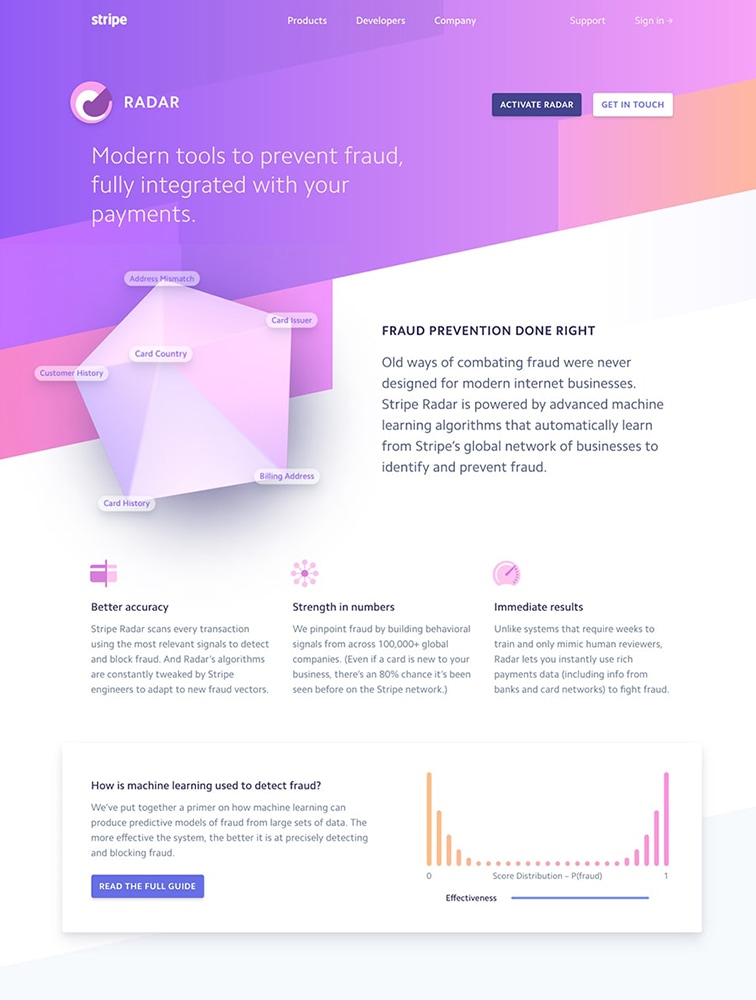 stripe
Products
Developers
Company
Support
Sign in →
RADAR
ACTIVATE RADAR
GET IN TOUCH
Modern tools to prevent fraud,
fully integrated with your
payments.
Address Mismatch
Card Issuer
Card Country
Customer History
Billing Address
Card History
FRAUD PREVENTION DONE RIGHT
Old ways of combating fraud were never
designed for modern internet businesses.
Stripe Radar is powered by advanced machine
learning algorithms that automatically learn
from Stripe’s global network of businesses to
identify and prevent fraud.
Better accuracy
Stripe Radar scans every transaction
using the most relevant signals to detect
and block fraud. And Radar’s algorithms
are constantly tweaked by Stripe
engineers to adapt to new fraud vectors.
Strength in numbers
We pinpoint fraud by building behavioral
signals from across 100,000+ global
companies. (Even if a card is new to your
business, there’s an 80% chance it’s been
seen before on the Stripe network.)
Immediate results
Unlike systems that require weeks to
train and only mimic human reviewers,
Radar lets you instantly use rich
payments data (including info from
banks and card networks) to fight fraud.
How is machine learning used to detect fraud?
We’ve put together a primer on how machine learning can
produce predictive models of fraud from large sets of data. The
more effective the system, the better it is at precisely detecting
and blocking fraud.
READ THE FULL GUIDE
0
Score Distribution – P(fraud)
1
Effectiveness